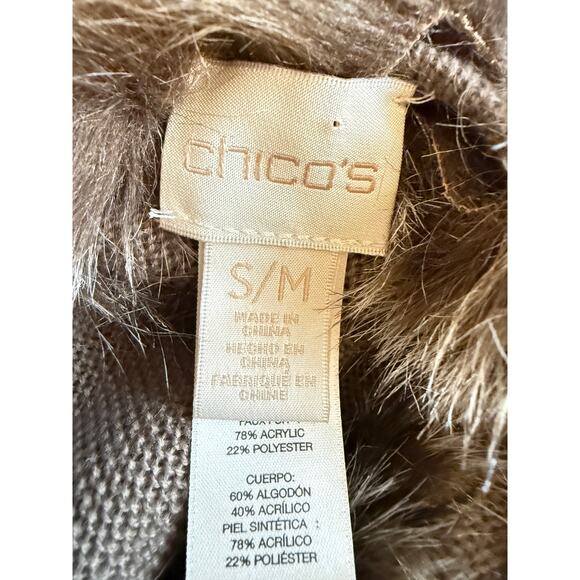 chico's
S/M
MADE IN
CHINA
HECHO EN
CHINA
FABRIQUÉ EN
CHINE
78% ACRYLIC
22% POLYESTER
CUERPO:
60% ALGODÓN
40% ACRÍLICO
PIEL SINTÉTICA :
78% ACRÍLICO
22% POLIÉSTER